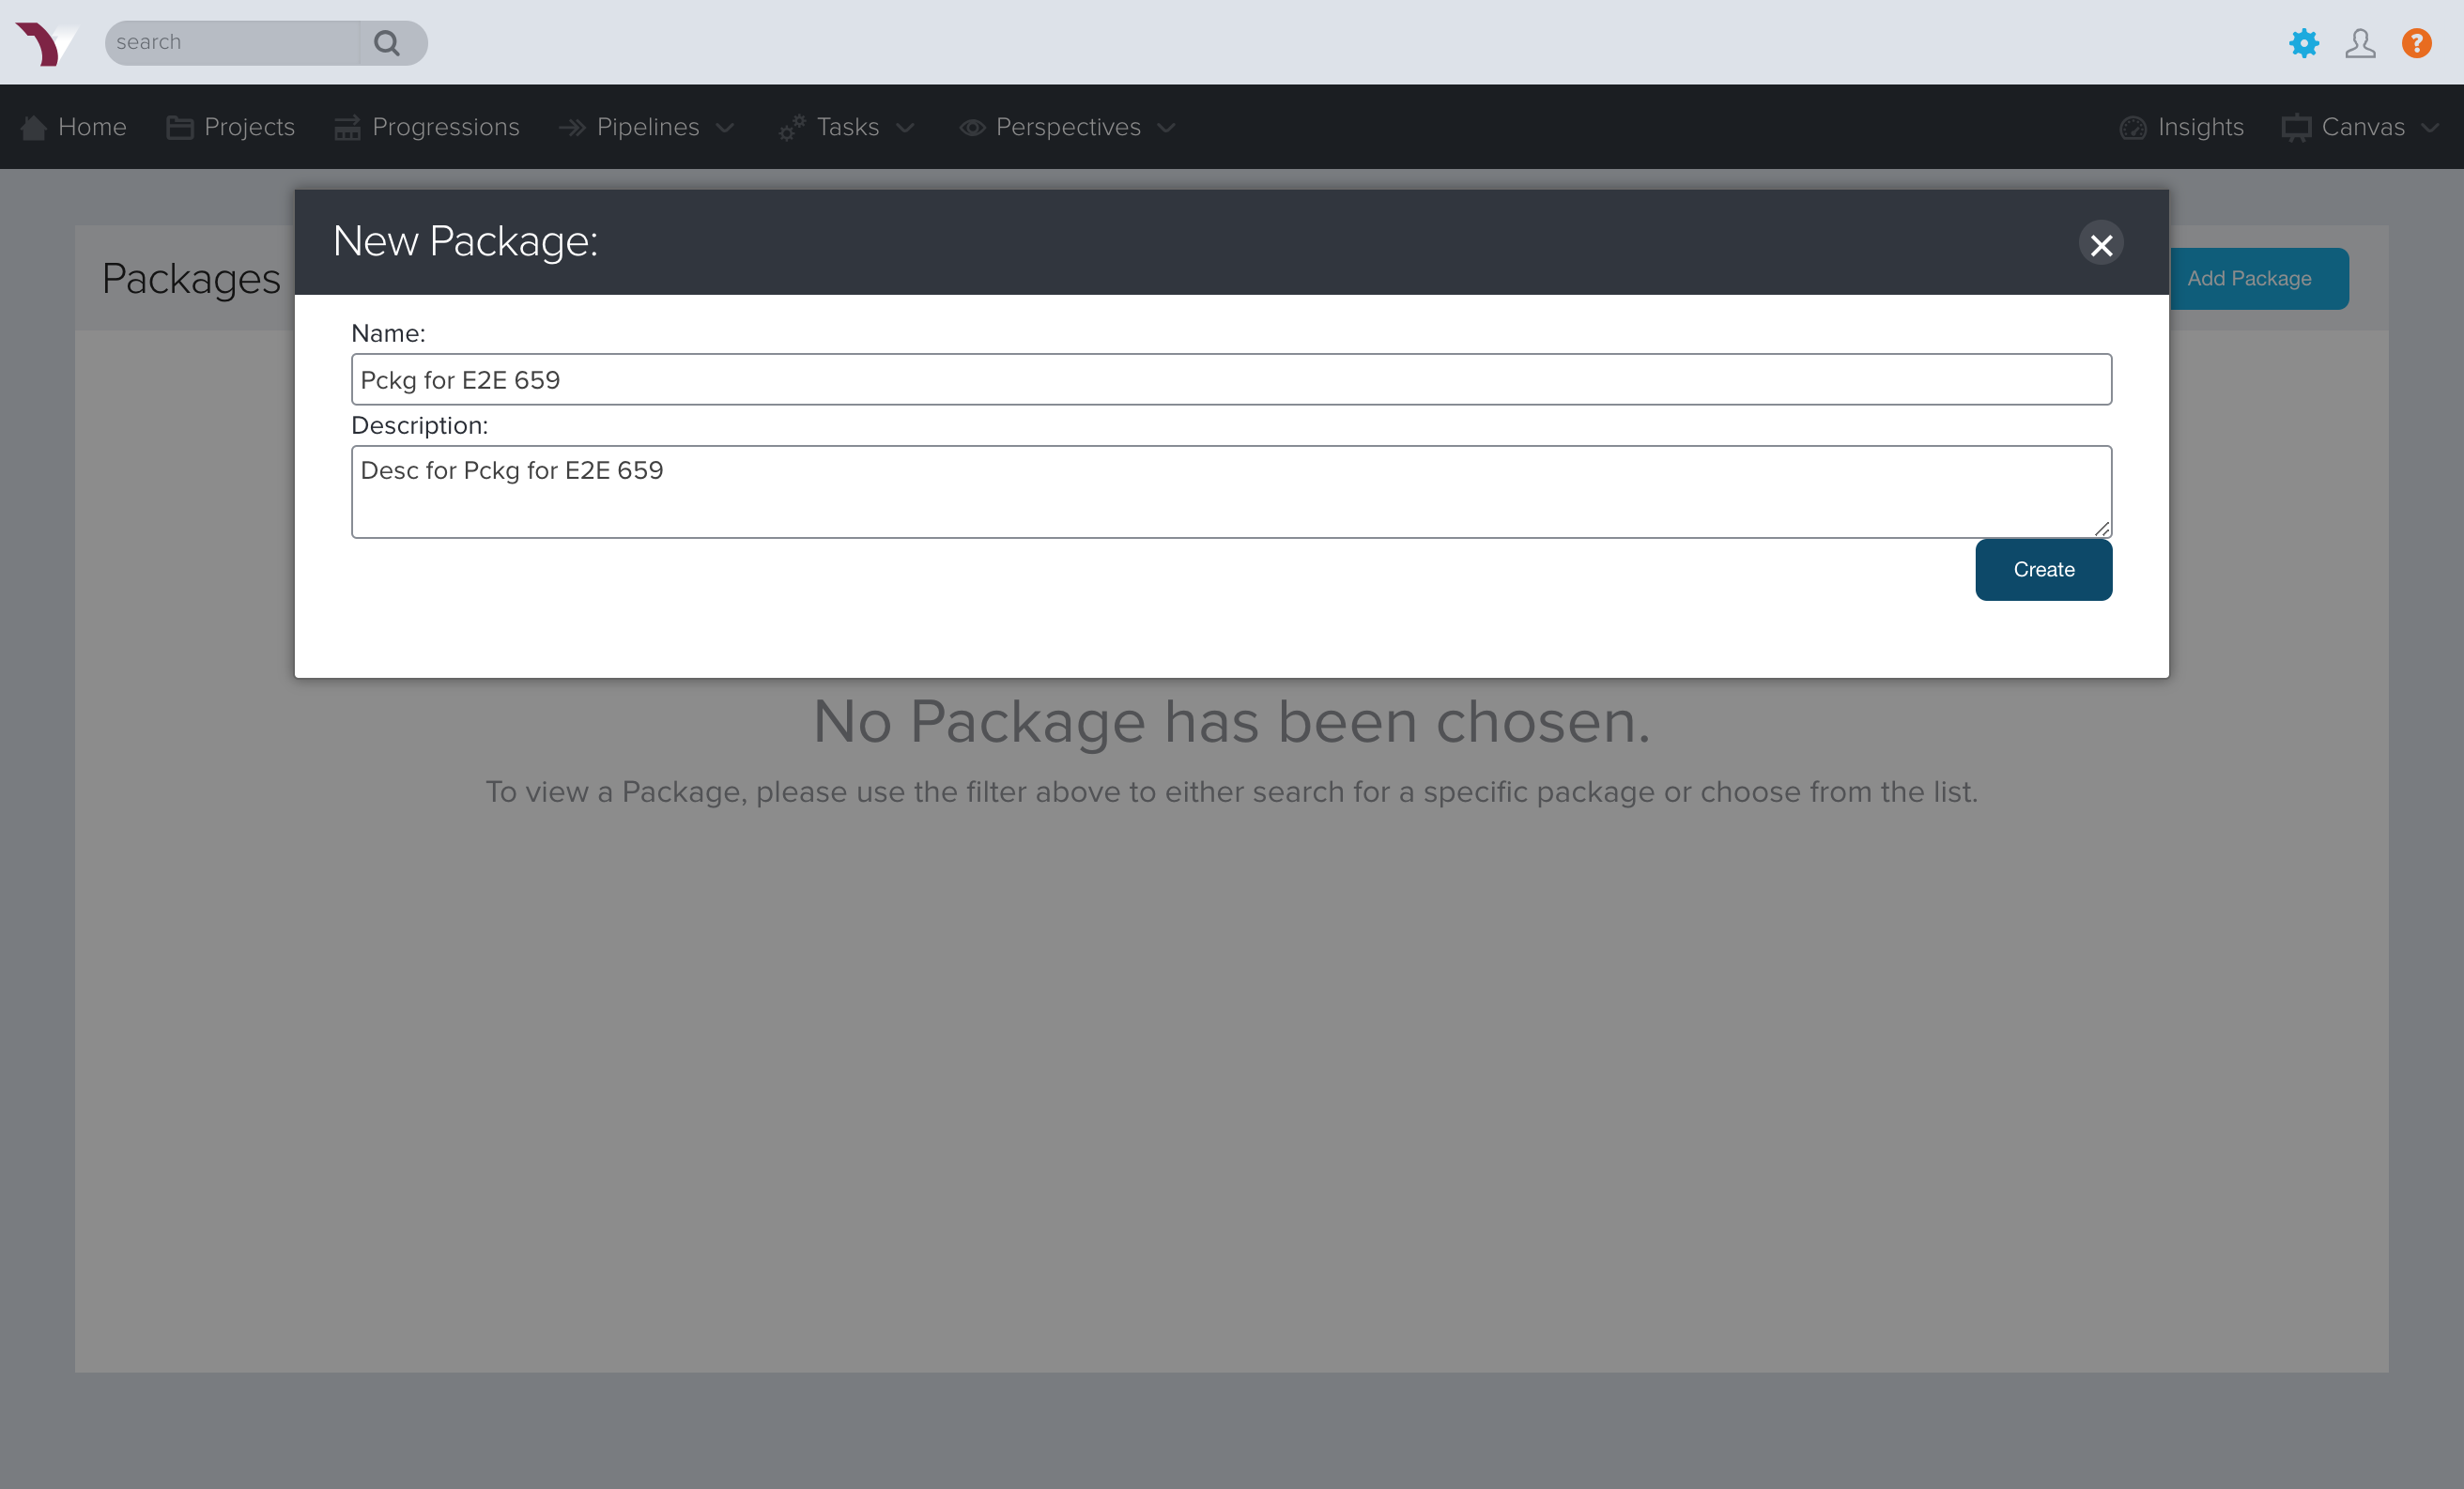 search
Home Projects Progressions Pipelines Tasks Perspectives Insights Canvas
New Package:
Packages
Add Package
Name:
Pckg for E2E 659
Description:
Desc for Pckg for E2E 659
Create
No Package has been chosen.
To view a Package, please use the filter above to either search for a specific package or choose from the list.